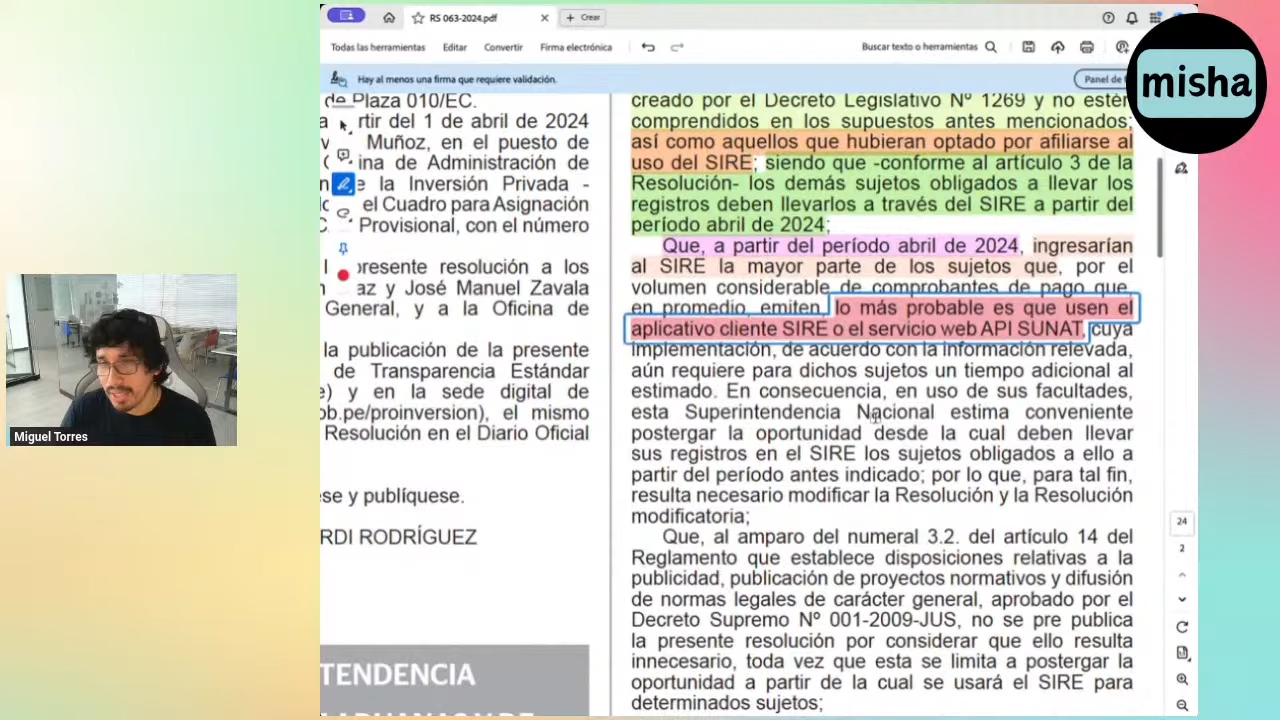 RS 063-2024.pdf
Crear
Todas las herramientas
Editar
Convertir
Firma electrónica
Buscar texto o herramientas
Hay al menos una firma que requiere validación.
Panel de
misha
de Plaza 010/EC.
rtir del 1 de abril de 2024
Muñoz, en el puesto de
ina de Administración de
e la Inversión Privada -
el Cuadro para Asignación
Provisional, con el número
presente resolución a los
az y José Manuel Zavala
General, y a la Oficina de
la publicación de la presente
de Transparencia Estándar
e) y en la sede digital de
ob.pe/proinversion), el mismo
Resolución en el Diario Oficial
ese y publíquese.
RDI RODRÍGUEZ
TENDENCIA
creado por el Decreto Legislativo Nº 1269 y no estén
comprendidos en los supuestos antes mencionados;
así como aquellos que hubieran optado por afiliarse al
uso del SIRE; siendo que -conforme al artículo 3 de la
Resolución- los demás sujetos obligados a llevar los
registros deben llevarlos a través del SIRE a partir del
período abril de 2024;
Que, a partir del período abril de 2024, ingresarían
al SIRE la mayor parte de los sujetos que, por el
volumen considerable de comprobantes de pago que,
en promedio, emiten, lo más probable es que usen el
aplicativo cliente SIRE o el servicio web API SUNAT, cuya
implementación, de acuerdo con la información relevada,
aún requiere para dichos sujetos un tiempo adicional al
estimado. En consecuencia, en uso de sus facultades,
esta Superintendencia Nacional estima conveniente
postergar la oportunidad desde la cual deben llevar
sus registros en el SIRE los sujetos obligados a ello a
partir del período antes indicado; por lo que, para tal fin,
resulta necesario modificar la Resolución y la Resolución
modificatoria;
Que, al amparo del numeral 3.2. del artículo 14 del
Reglamento que establece disposiciones relativas a la
publicidad, publicación de proyectos normativos y difusión
de normas legales de carácter general, aprobado por el
Decreto Supremo Nº 001-2009-JUS, no se pre publica
la presente resolución por considerar que ello resulta
innecesario, toda vez que esta se limita a postergar la
oportunidad a partir de la cual se usará el SIRE para
determinados sujetos;
24
2
Miguel Torres